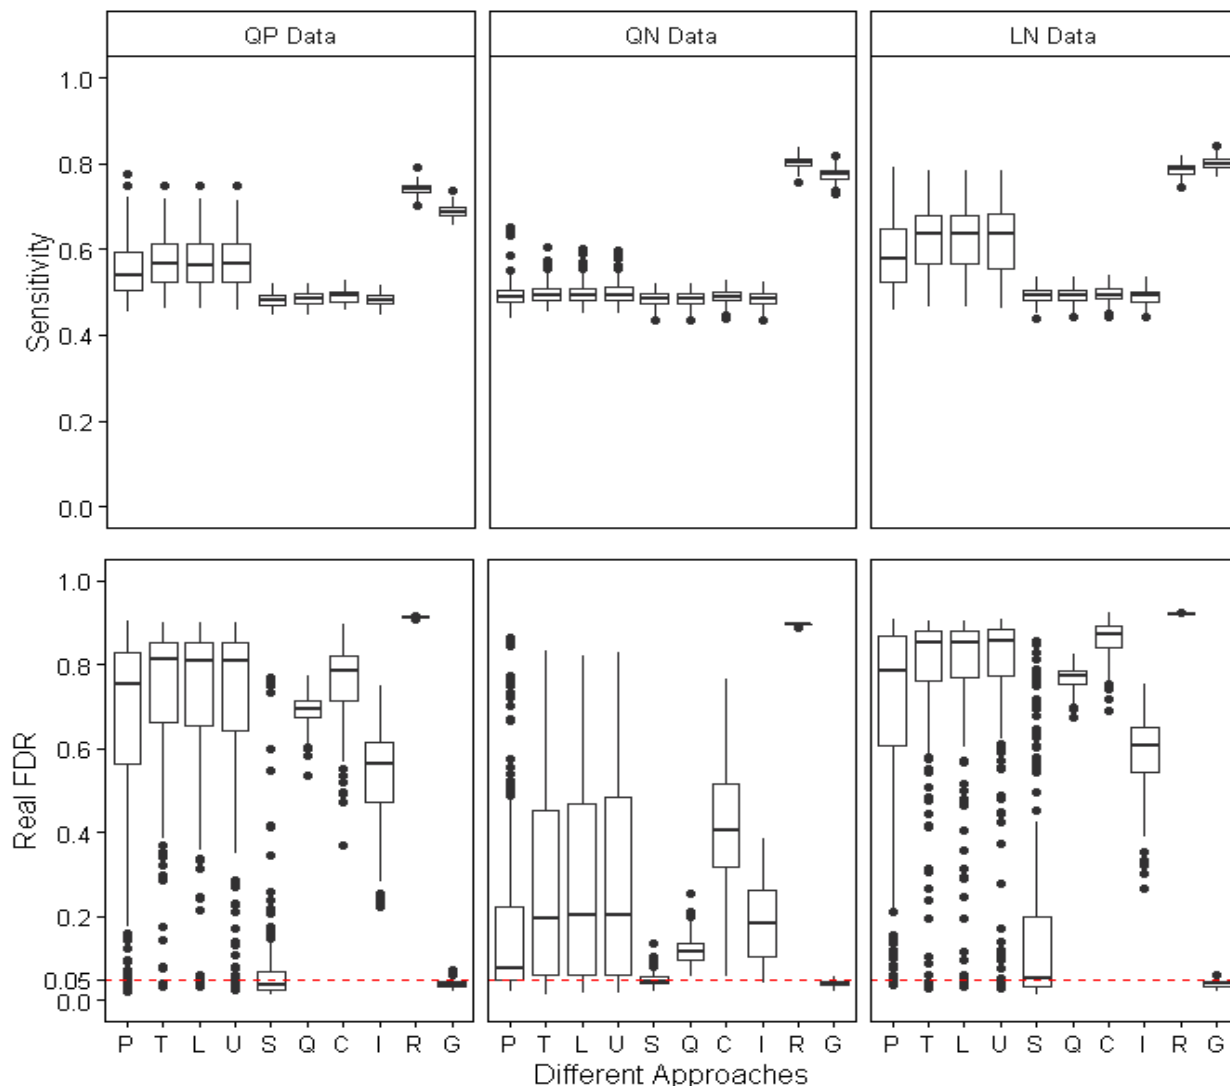 QP Data QN Data LN Data
1.0
0.8
0.6
0.4
0.2
0.0
Sensitivity
1.0
0.8
0.6
0.4
0.2
0.05
0.0
Real FDR
P T L U S Q C I R G P T L U S Q C I R G P T L U S Q C I R G
Different Approaches